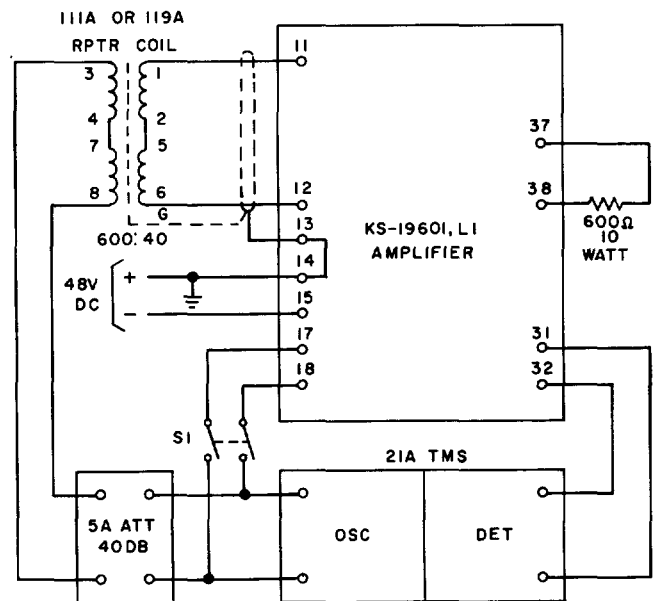 111A OR 119A
RPTR COIL
3
1
4
2
7
5
8
6
G
600:40
48V
DC
+
-
11
12
13
14
15
17
18
37
38
31
32
KS-19601, L1
AMPLIFIER
600Ω
10
WATT
S1
21A TMS
5A ATT
40DB
OSC
DET